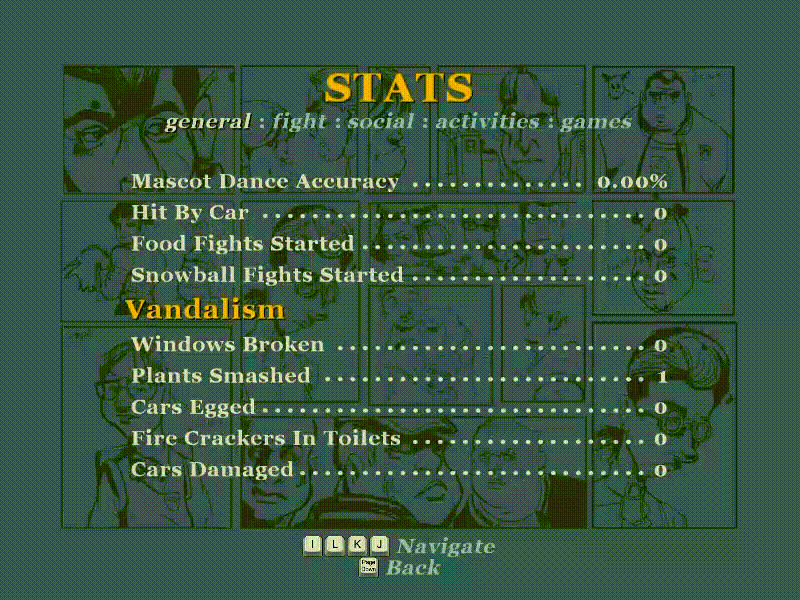 STATS
general : fight : social : activities : games
Mascot Dance Accuracy .............. 0.00%
Hit By Car ....................................... 0
Food Fights Started ............................. 0
Snowball Fights Started ........................ 0
Vandalism
Windows Broken ................................ 0
Plants Smashed ................................. 1
Cars Egged ....................................... 0
Fire Crackers In Toilets ........................ 0
Cars Damaged ................................... 0
I L K J Navigate
Page Down Back